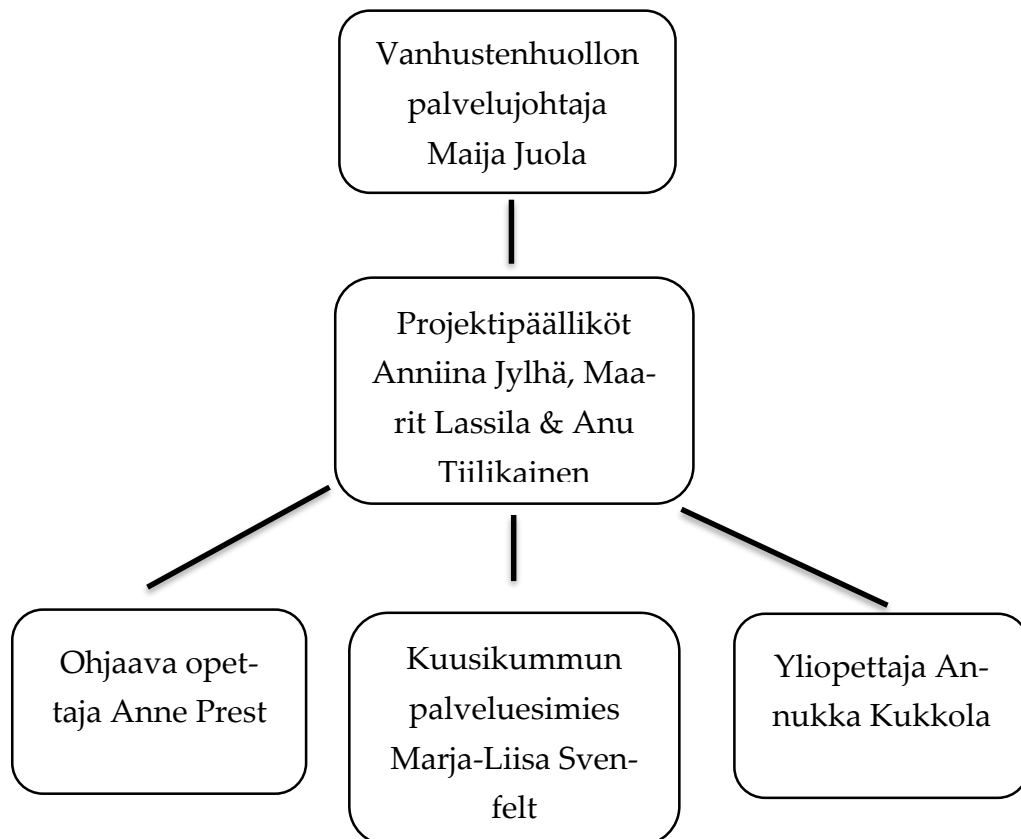 Vanhustenhuollon
palvelujohtaja
Maija Juola
Projektipäälliköt
Anniina Jylhä, Maa-
rit Lassila & Anu
Tiilikainen
Ohjaava opet-
taja Anne Prest
Kuusikummun
palveluesimies
Marja-Liisa Sven-
felt
Yliopettaja An-
nukka Kukkola